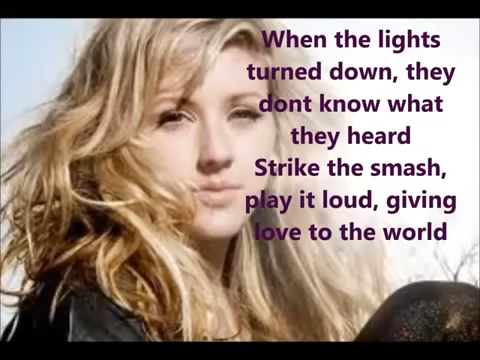 When the lights
turned down, they
dont know what
they heard
Strike the smash,
play it loud, giving
love to the world